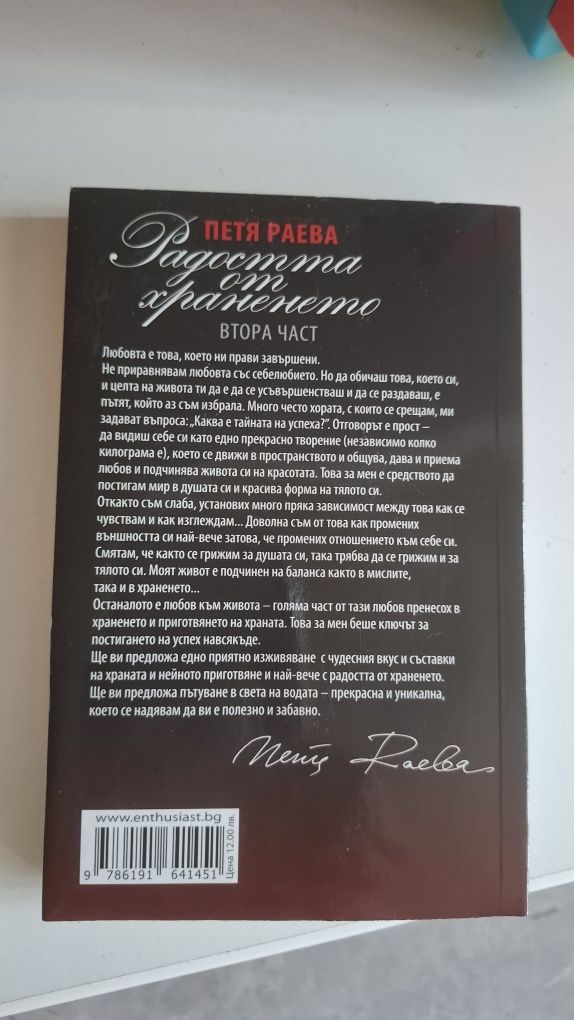 ПЕТЯ РАЕВА
Радостта
от
храненето
ВТОРА ЧАСТ
Любовта е това, което ни прави завършени.
Не приравнявам любовта със себелюбието. Но да обичаш това, което си,
и целта на живота ти да е да се усъвършенстваш и да се раздаваш, е
пътят, който аз съм избрала. Много често хората, с които се срещам, ми
задават въпроса: „Каква е тайната на успеха?". Отговорът е прост –
да видиш себе си като едно прекрасно творение (независимо колко
килограма е), което се движи в пространството и общува, дава и приема
любов и подчинява живота си на красотата. Това за мен е средството да
постигам мир в душата си и красива форма на тялото си.
Откакто съм слаба, установих много пряка зависимост между това как се
чувствам и как изглеждам... Доволна съм от това как промених
външността си най-вече затова, че промених отношението към себе си.
Смятам, че както се грижим за душата си, така трябва да се грижим и за
тялото си. Моят живот е подчинен на баланса както в мислите,
така и в храненето...
Останалото е любов към живота – голяма част от тази любов пренесох в
храненето и приготвянето на храната. Това за мен беше ключът за
постигането на успех навсякъде.
Ще ви предложа едно приятно изживяване с чудесния вкус и съставки
на храната и нейното приготвяне и най-вече с радостта от храненето.
Ще ви предложа пътуване в света на водата – прекрасна и уникална,
което се надявам да ви е полезно и забавно.
Петя Раева
www.enthusiast.bg
9 786191 641451
Цена 12.00 лв.